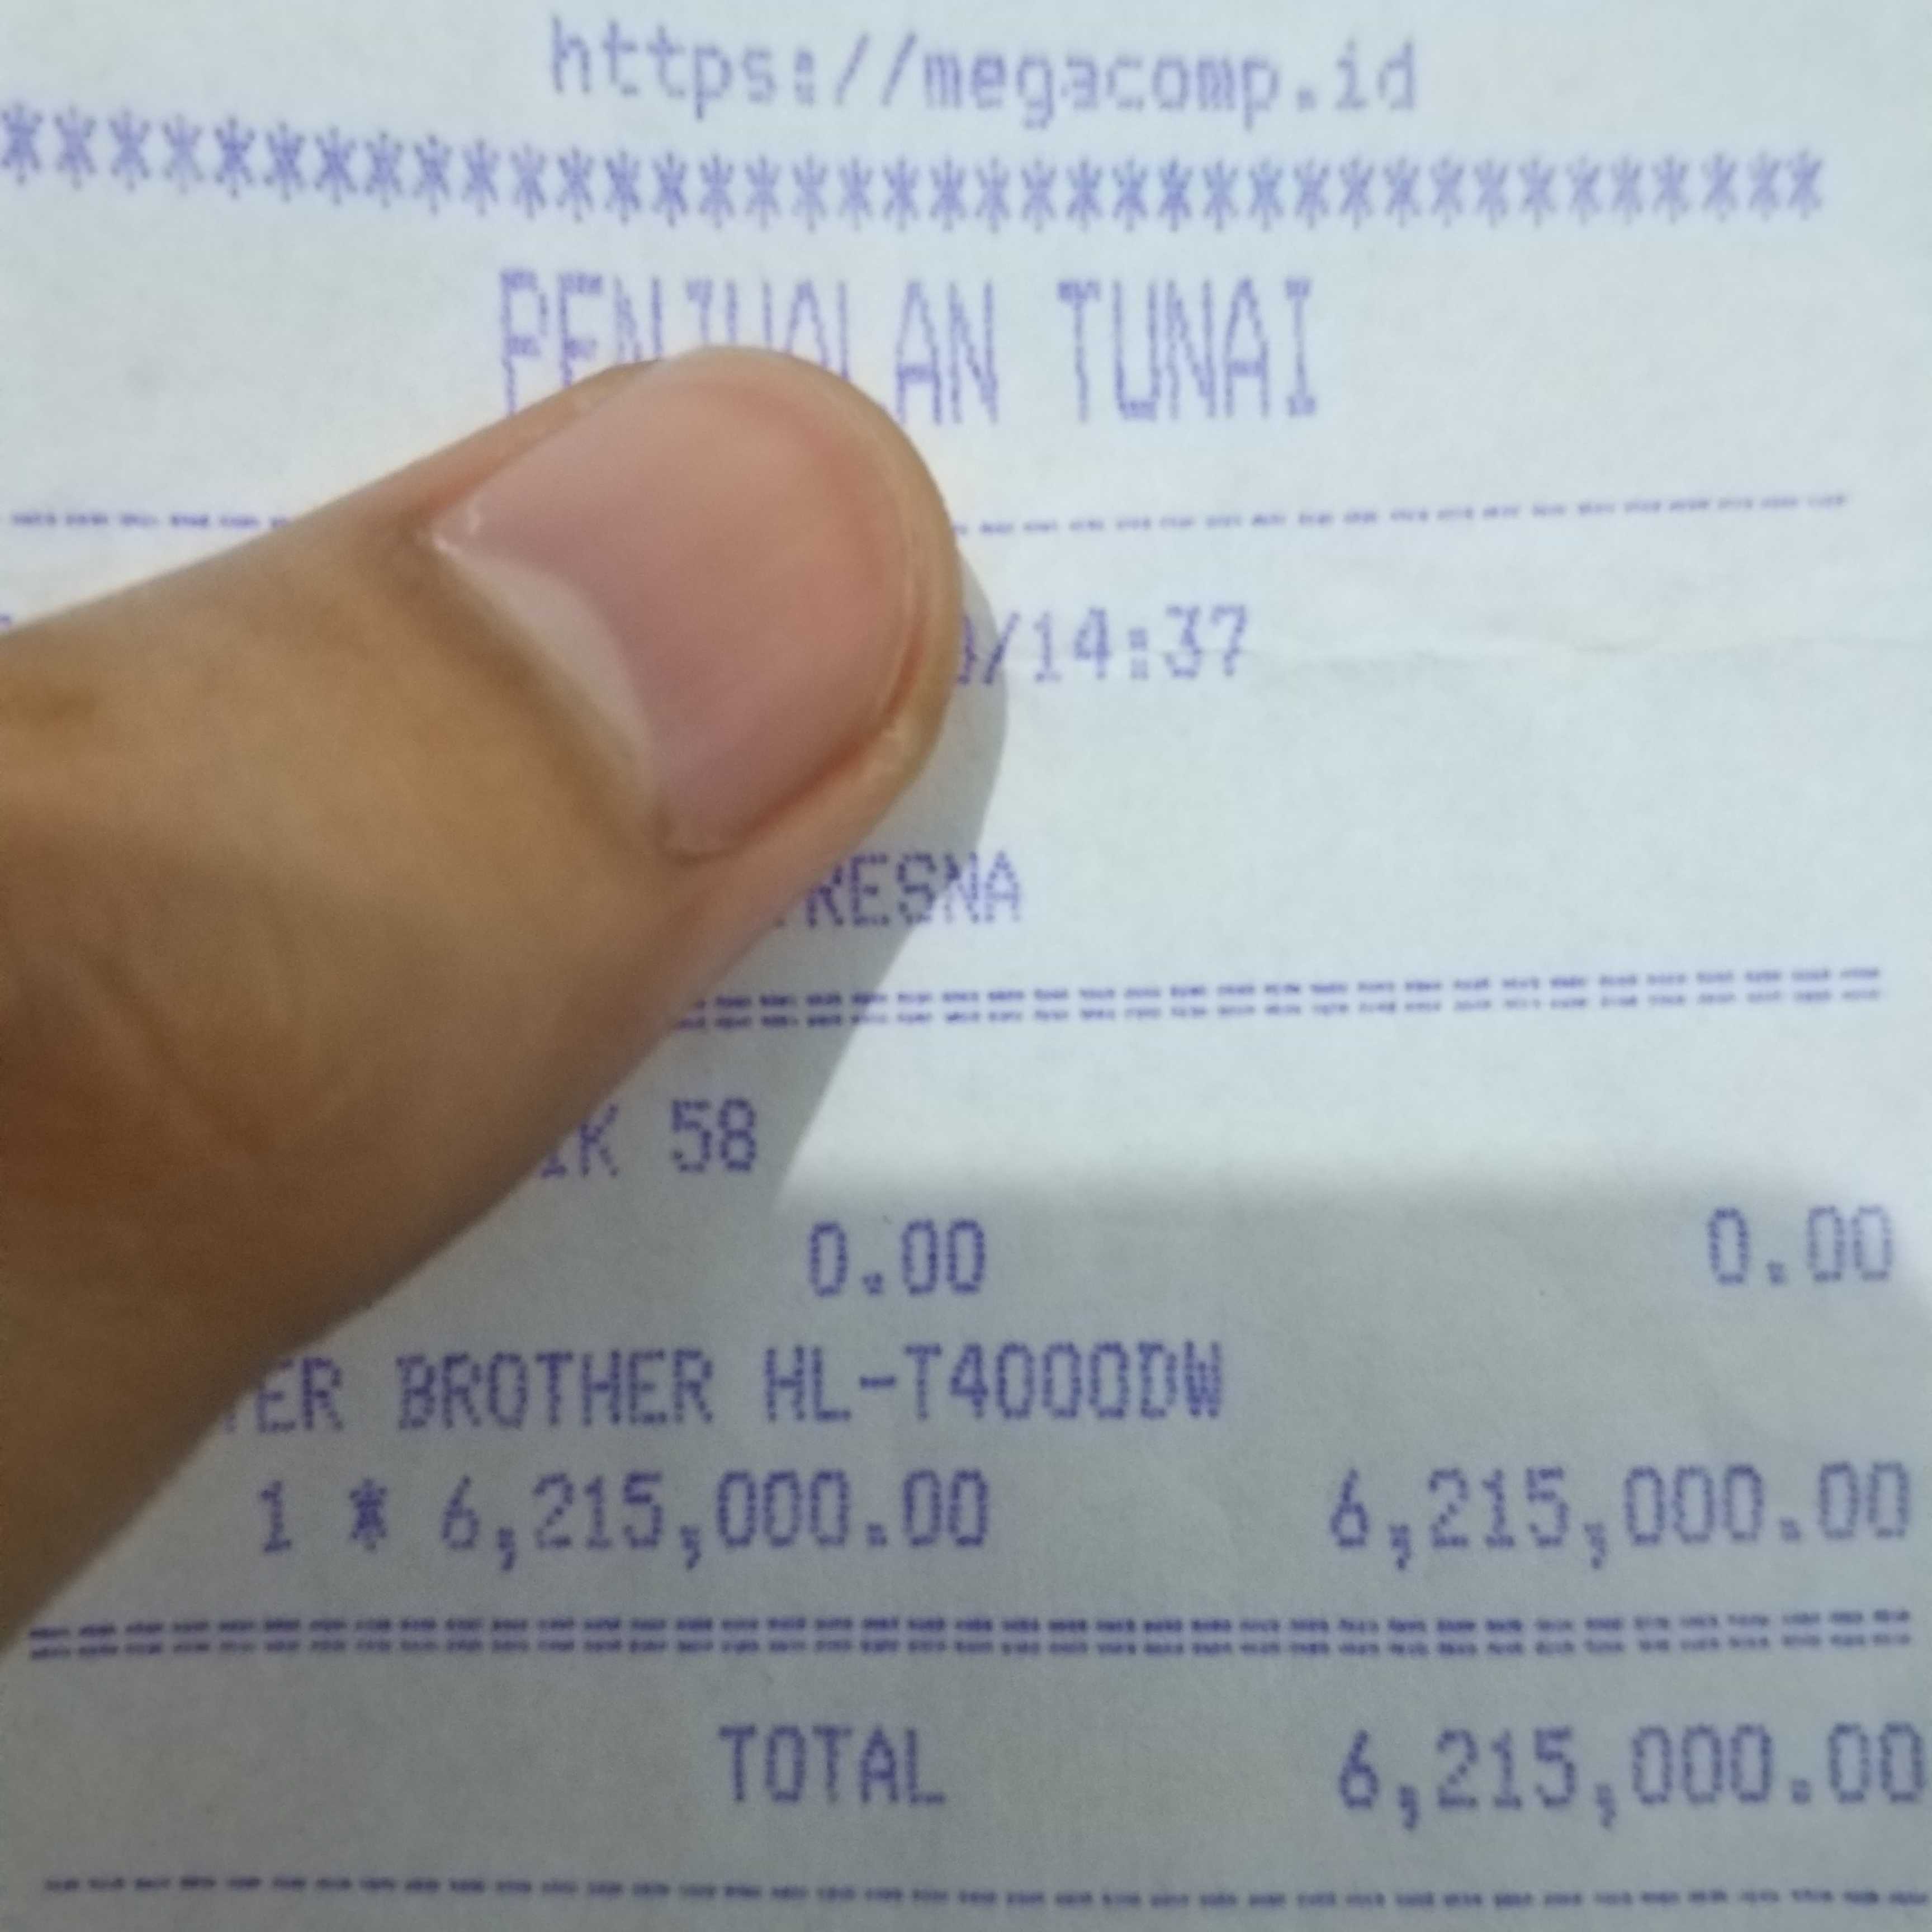 https://megacomp.id
***************************************
PENJUALAN TUNAI
/14:37
RESNA
58
0.00 0.00
TER BROTHER HL-T4000DW
1 * 6,215,000.00 6,215,000.00
TOTAL 6,215,000.00